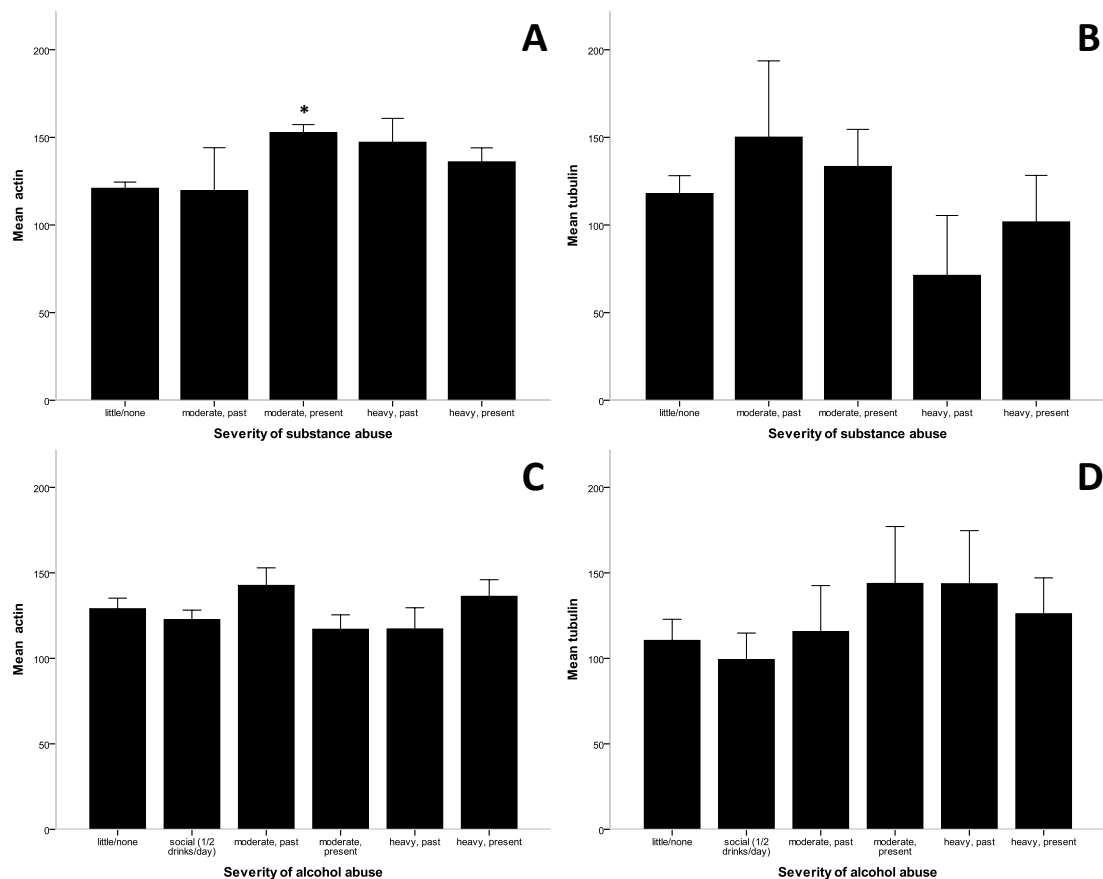 A
200
150
100
50
0
Mean actin
*
little/none
moderate, past
moderate, present
heavy, past
heavy, present
Severity of substance abuse
B
200
150
100
50
0
Mean tubulin
little/none
moderate, past
moderate, present
heavy, past
heavy, present
Severity of substance abuse
C
200
150
100
50
0
Mean actin
little/none
social (1/2
drinks/day)
moderate, past
moderate,
present
heavy, past
heavy, present
Severity of alcohol abuse
D
200
150
100
50
0
Mean tubulin
little/none
social (1/2
drinks/day)
moderate, past
moderate,
present
heavy, past
heavy, present
Severity of alcohol abuse